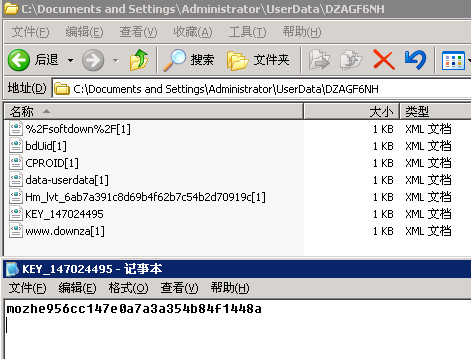 C:\Documents and Settings\Administrator\UserData\DZAGF6NH
文件(F) 编辑(E) 查看(V) 收藏(A) 工具(T) 帮助(H)
后退 搜索 文件夹
地址(D) C:\Documents and Settings\Administrator\UserData\DZAGF6NH
名称 大小 类型
%2Fsoftdown%2F[1] 1 KB XML 文档
bdUid[1] 1 KB XML 文档
CPROID[1] 1 KB XML 文档
data-userdata[1] 1 KB XML 文档
Hm_lvt_6ab7a391c8d69b4f62b7c54b2d70919c[1] 1 KB XML 文档
KEY_147024495 1 KB XML 文档
www.downza[1] 1 KB XML 文档
KEY_147024495 - 记事本
文件(F) 编辑(E) 格式(O) 查看(V) 帮助(H)
mozhe956cc147e0a7a3a354b84f1448a